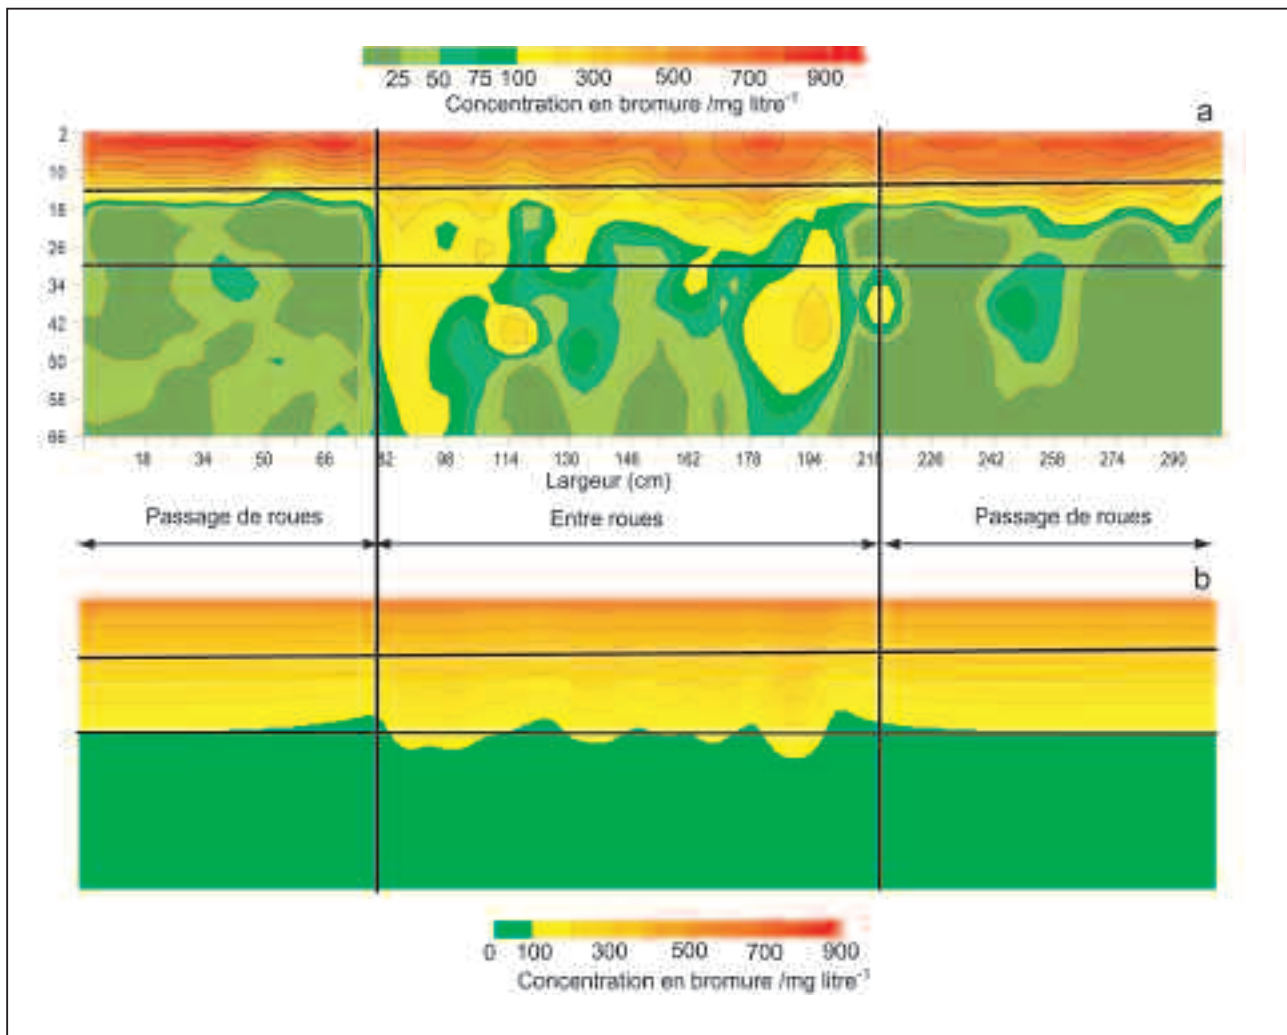 25 50 75 100 300 500 700 900
Concentration en bromure /mg litre⁻¹
a
2
10
18
26
34
42
50
58
66
18 34 50 66 82 98 114 130 146 162 178 194 210 226 242 258 274 290
Largeur (cm)
Passage de roues Entre roues Passage de roues
b
0 100 300 500 700 900
Concentration en bromure /mg litre⁻¹